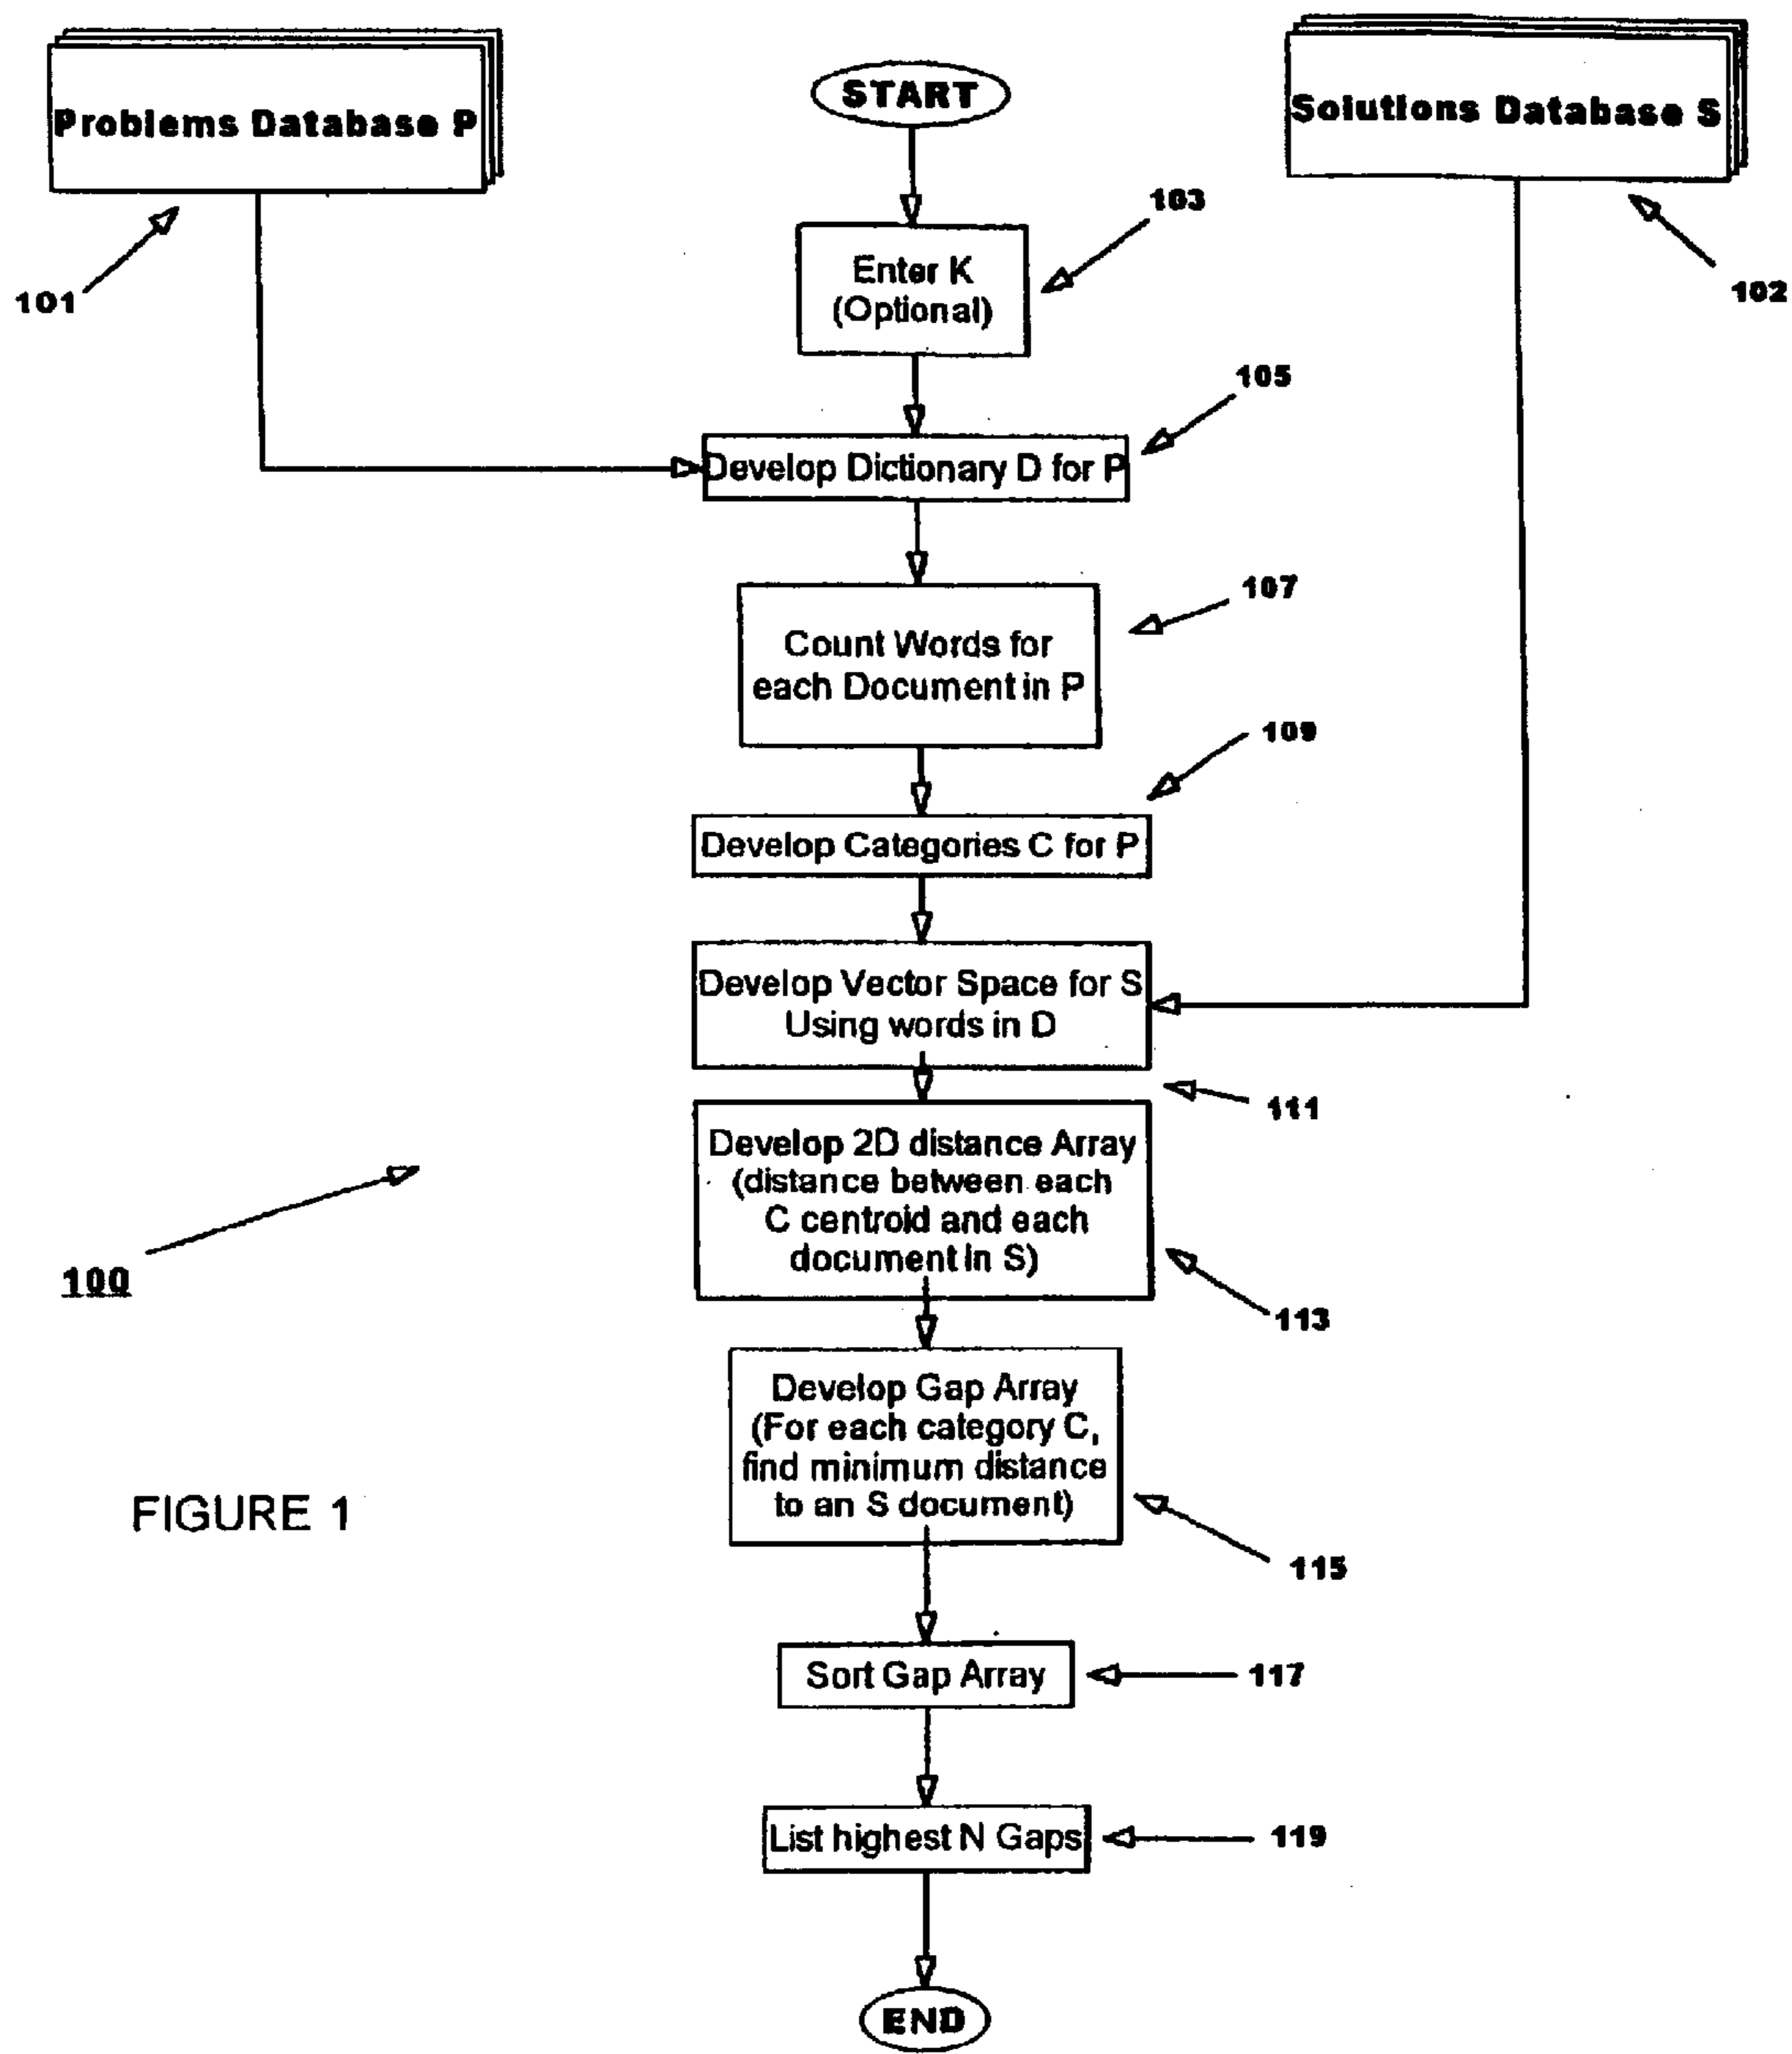 Problems Database P
START
Solutions Database S
101
103
102
Enter K
(Optional)
105
Develop Dictionary D for P
107
Count Words for
each Document in P
109
Develop Categories C for P
Develop Vector Space for S
Using words in D
111
Develop 2D distance Array
(distance between each
C centroid and each
document in S)
100
113
Develop Gap Array
(For each category C,
find minimum distance
to an S document)
FIGURE 1
115
Sort Gap Array
117
List highest N Gaps
119
END